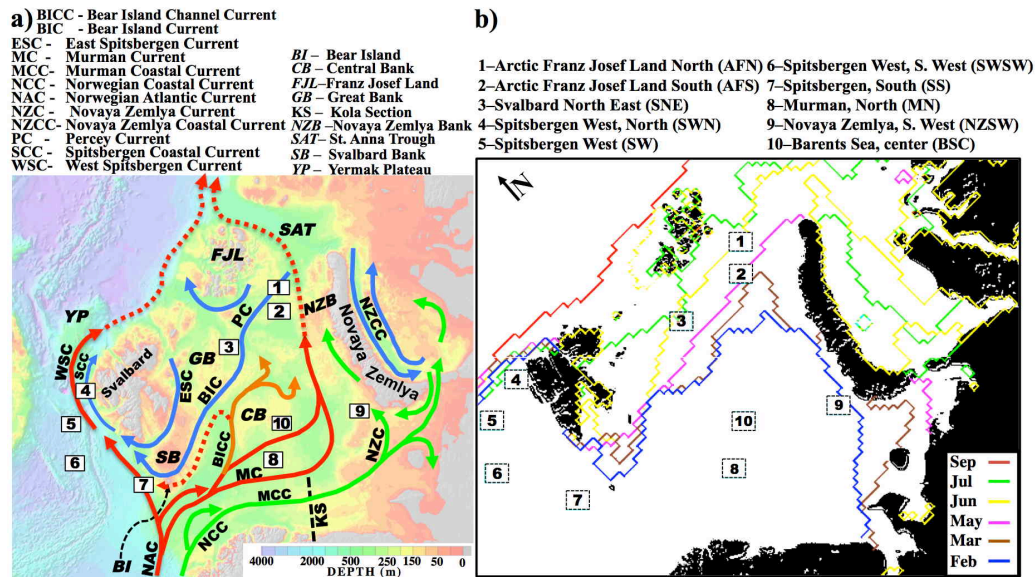 a)
BICC - Bear Island Channel Current
BIC - Bear Island Current
ESC - East Spitsbergen Current
MC - Murman Current
MCC- Murman Coastal Current
NCC - Norwegian Coastal Current
NAC - Norwegian Atlantic Current
NZC - Novaya Zemlya Current
NZCC- Novaya Zemlya Coastal Current
PC - Percey Current
SCC - Spitsbergen Coastal Current
WSC- West Spitsbergen Current
BI – Bear Island
CB – Central Bank
FJL–Franz Josef Land
GB – Great Bank
KS – Kola Section
NZB –Novaya Zemlya Bank
SAT– St. Anna Trough
SB – Svalbard Bank
YP – Yermak Plateau
SAT
FJL
1
2
NZB
NZCC
Novaya
Zemlya
YP
PC
WSC
SCC
Svalbard
3
GB
ESC
BIC
4
5
6
CB
10
9
SB
BICC
8
NZC
7
MC
MCC
KS
NCC
NAC
BI
4000 2000 150 100 50 0
DEPTH (m)
b)
1–Arctic Franz Josef Land North (AFN)
2–Arctic Franz Josef Land South (AFS)
3–Svalbard North East (SNE)
4–Spitsbergen West, North (SWN)
5–Spitsbergen West (SW)
6–Spitsbergen West, S. West (SWSW)
7–Spitsbergen, South (SS)
8–Murman, North (MN)
9–Novaya Zemlya, S. West (NZSW)
10–Barents Sea, center (BSC)
N
1
2
3
4
5
6
7
8
9
10
Sep
Jul
Jun
May
Mar
Feb